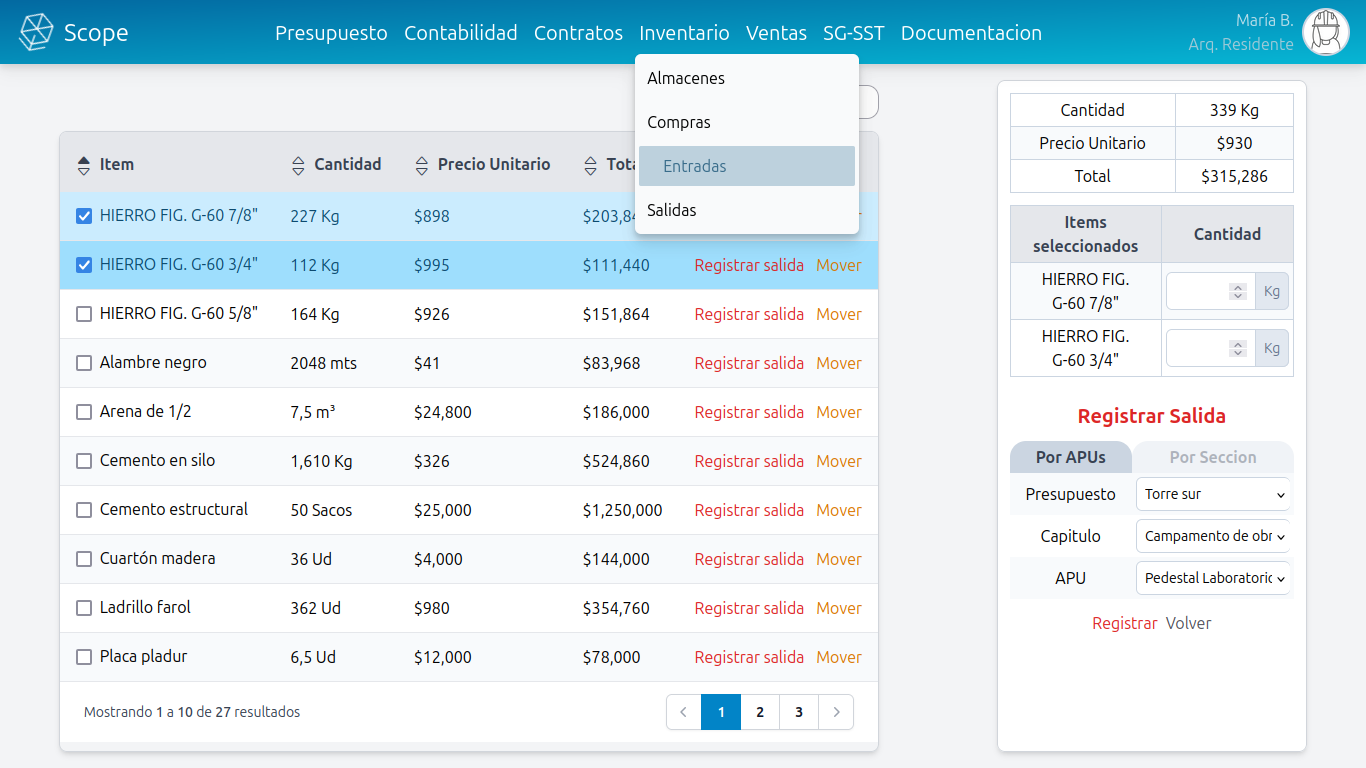 Scope
Presupuesto Contabilidad Contratos Inventario Ventas SG-SST Documentacion
María B.
Arq. Residente
Almacenes
Compras
Entradas
Salidas
Item Cantidad Precio Unitario
HIERRO FIG. G-60 7/8" 227 Kg $898
HIERRO FIG. G-60 3/4" 112 Kg $995 $111,440 Registrar salida Mover
HIERRO FIG. G-60 5/8" 164 Kg $926 $151,864 Registrar salida Mover
Alambre negro 2048 mts $41 $83,968 Registrar salida Mover
Arena de 1/2 7,5 m³ $24,800 $186,000 Registrar salida Mover
Cemento en silo 1,610 Kg $326 $524,860 Registrar salida Mover
Cemento estructural 50 Sacos $25,000 $1,250,000 Registrar salida Mover
Cuartón madera 36 Ud $4,000 $144,000 Registrar salida Mover
Ladrillo farol 362 Ud $980 $354,760 Registrar salida Mover
Placa pladur 6,5 Ud $12,000 $78,000 Registrar salida Mover
Mostrando 1 a 10 de 27 resultados
1 2 3
Cantidad 339 Kg
Precio Unitario $930
Total $315,286
Items
seleccionados Cantidad
HIERRO FIG.
G-60 7/8" Kg
HIERRO FIG.
G-60 3/4" Kg
Registrar Salida
Por APUs Por Seccion
Presupuesto Torre sur
Capitulo Campamento de obr
APU Pedestal Laboratorio
Registrar Volver